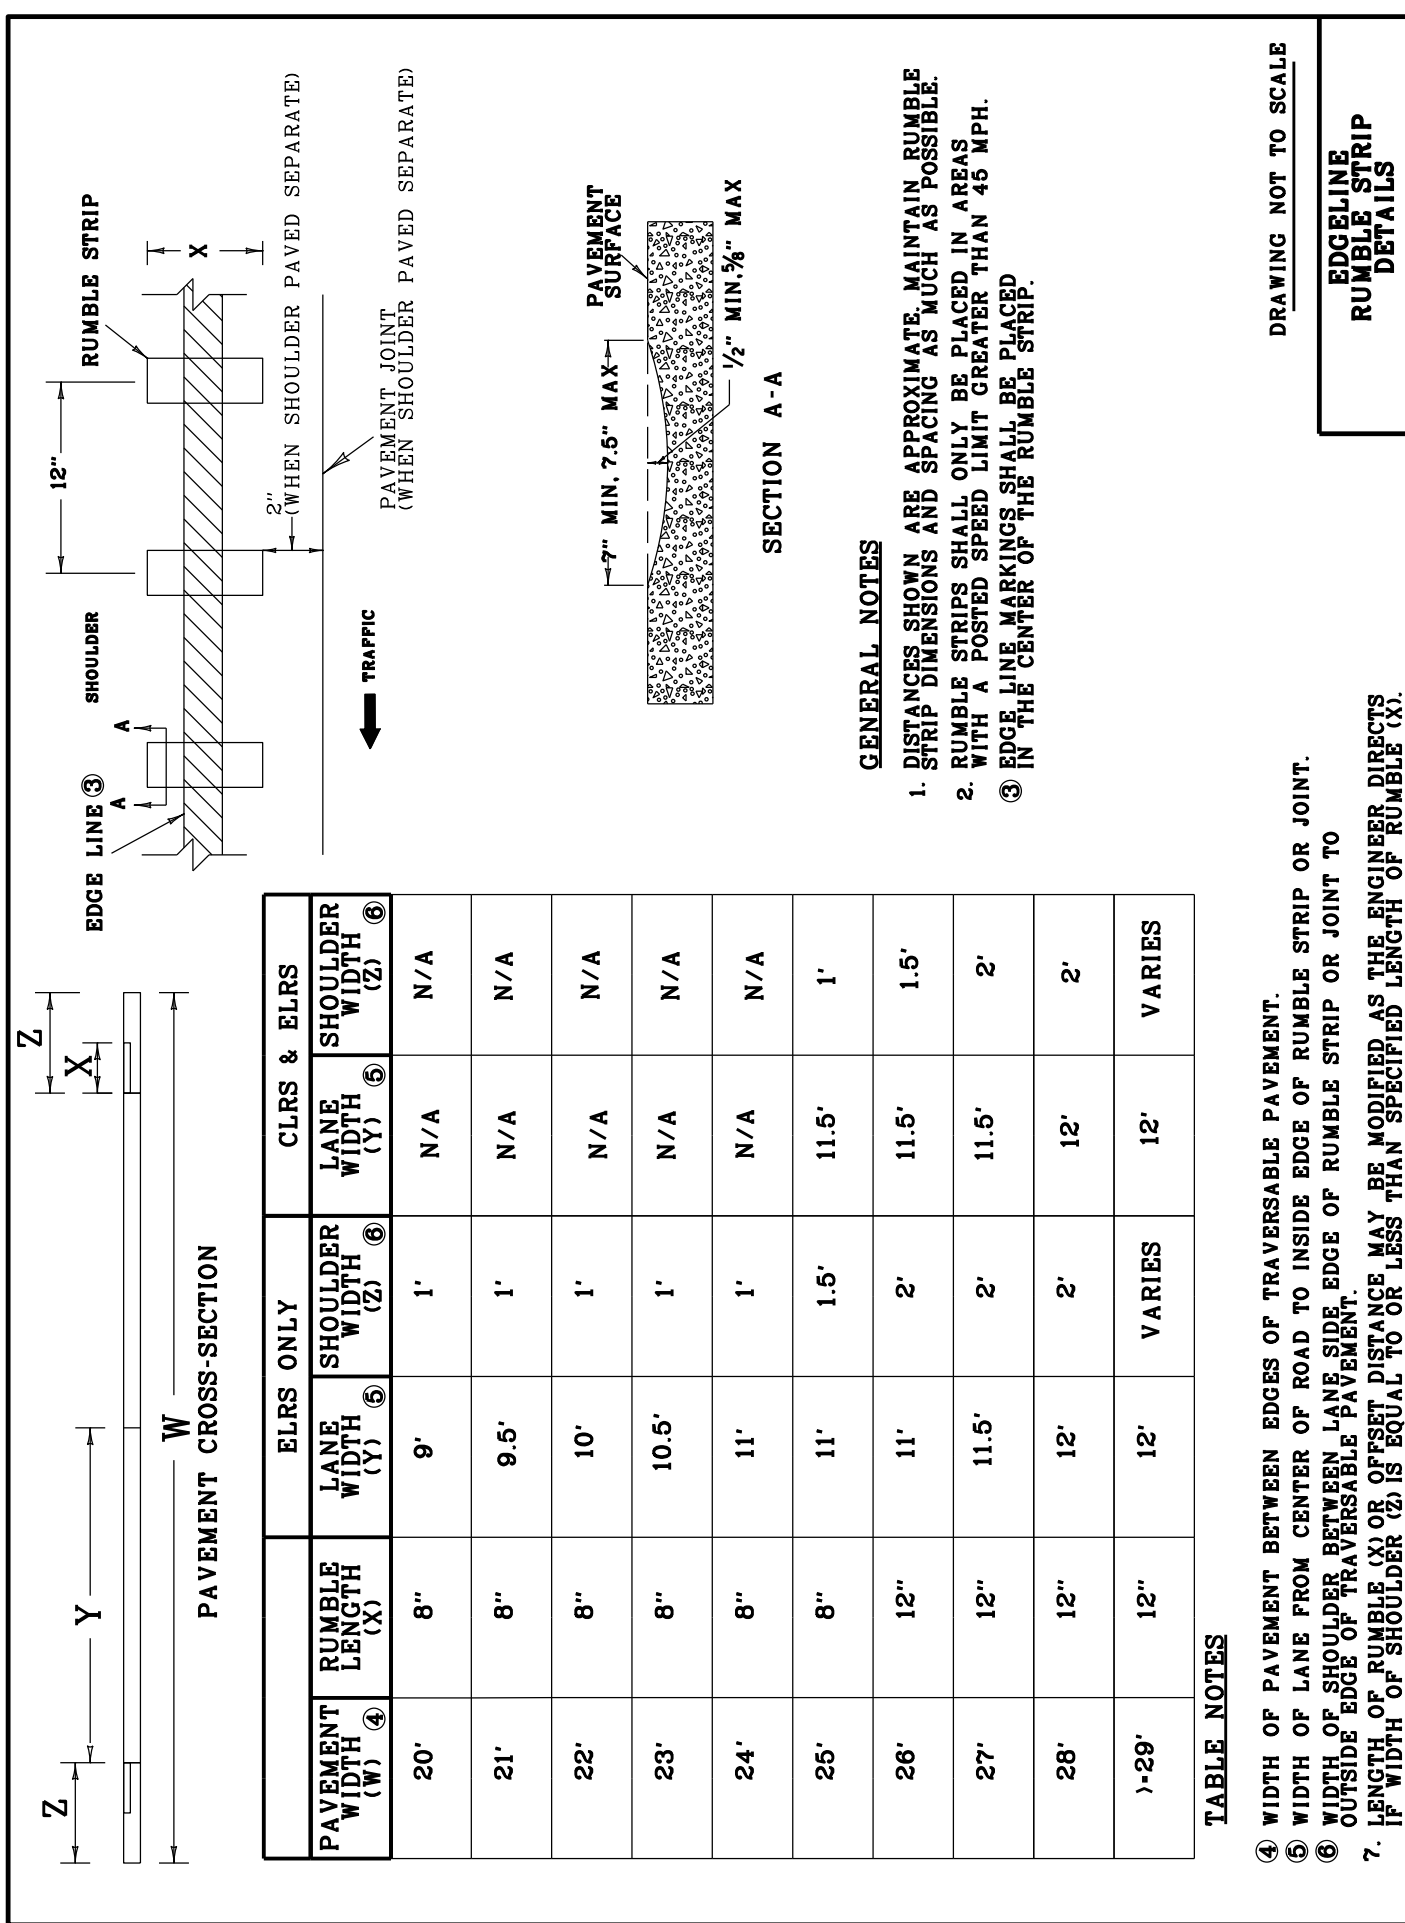 Z
Y
X
Z
W
PAVEMENT CROSS-SECTION
EDGE LINE ③
A
A
SHOULDER
12"
RUMBLE STRIP
X
2"
(WHEN SHOULDER PAVED SEPARATE)
TRAFFIC
PAVEMENT JOINT
(WHEN SHOULDER PAVED SEPARATE)
ELRS ONLY
CLRS & ELRS
PAVEMENT WIDTH (W) ④
RUMBLE LENGTH (X)
LANE WIDTH (Y) ⑤
SHOULDER WIDTH (Z) ⑥
LANE WIDTH (Y) ⑤
SHOULDER WIDTH (Z) ⑥
20' 8" 9' 1' N/A N/A
21' 8" 9.5' 1' N/A N/A
22' 8" 10' 1' N/A N/A
23' 8" 10.5' 1' N/A N/A
24' 8" 11' 1' N/A N/A
25' 8" 11' 1.5' 11.5' 1'
26' 12" 11' 2' 11.5' 1.5'
27' 12" 11.5' 2' 11.5' 2'
28' 12" 12' 2' 12' 2'
>=29' 12" 12' VARIES 12' VARIES
7" MIN, 7.5" MAX
PAVEMENT
SURFACE
1/2" MIN, 5/8" MAX
SECTION A-A
GENERAL NOTES
1. DISTANCES SHOWN ARE APPROXIMATE. MAINTAIN RUMBLE
STRIP DIMENSIONS AND SPACING AS MUCH AS POSSIBLE.
2. RUMBLE STRIPS SHALL ONLY BE PLACED IN AREAS
WITH A POSTED SPEED LIMIT GREATER THAN 45 MPH.
③ EDGE LINE MARKINGS SHALL BE PLACED
IN THE CENTER OF THE RUMBLE STRIP.
TABLE NOTES
④ WIDTH OF PAVEMENT BETWEEN EDGES OF TRAVERSABLE PAVEMENT.
⑤ WIDTH OF LANE FROM CENTER OF ROAD TO INSIDE EDGE OF RUMBLE STRIP OR JOINT.
⑥ WIDTH OF SHOULDER BETWEEN LANE SIDE EDGE OF RUMBLE STRIP OR JOINT TO
OUTSIDE EDGE OF TRAVERSABLE PAVEMENT.
7. LENGTH OF RUMBLE (X) OR OFFSET DISTANCE MAY BE MODIFIED AS THE ENGINEER DIRECTS
IF WIDTH OF SHOULDER (Z) IS EQUAL TO OR LESS THAN SPECIFIED LENGTH OF RUMBLE (X).
DRAWING NOT TO SCALE
EDGELINE
RUMBLE STRIP
DETAILS